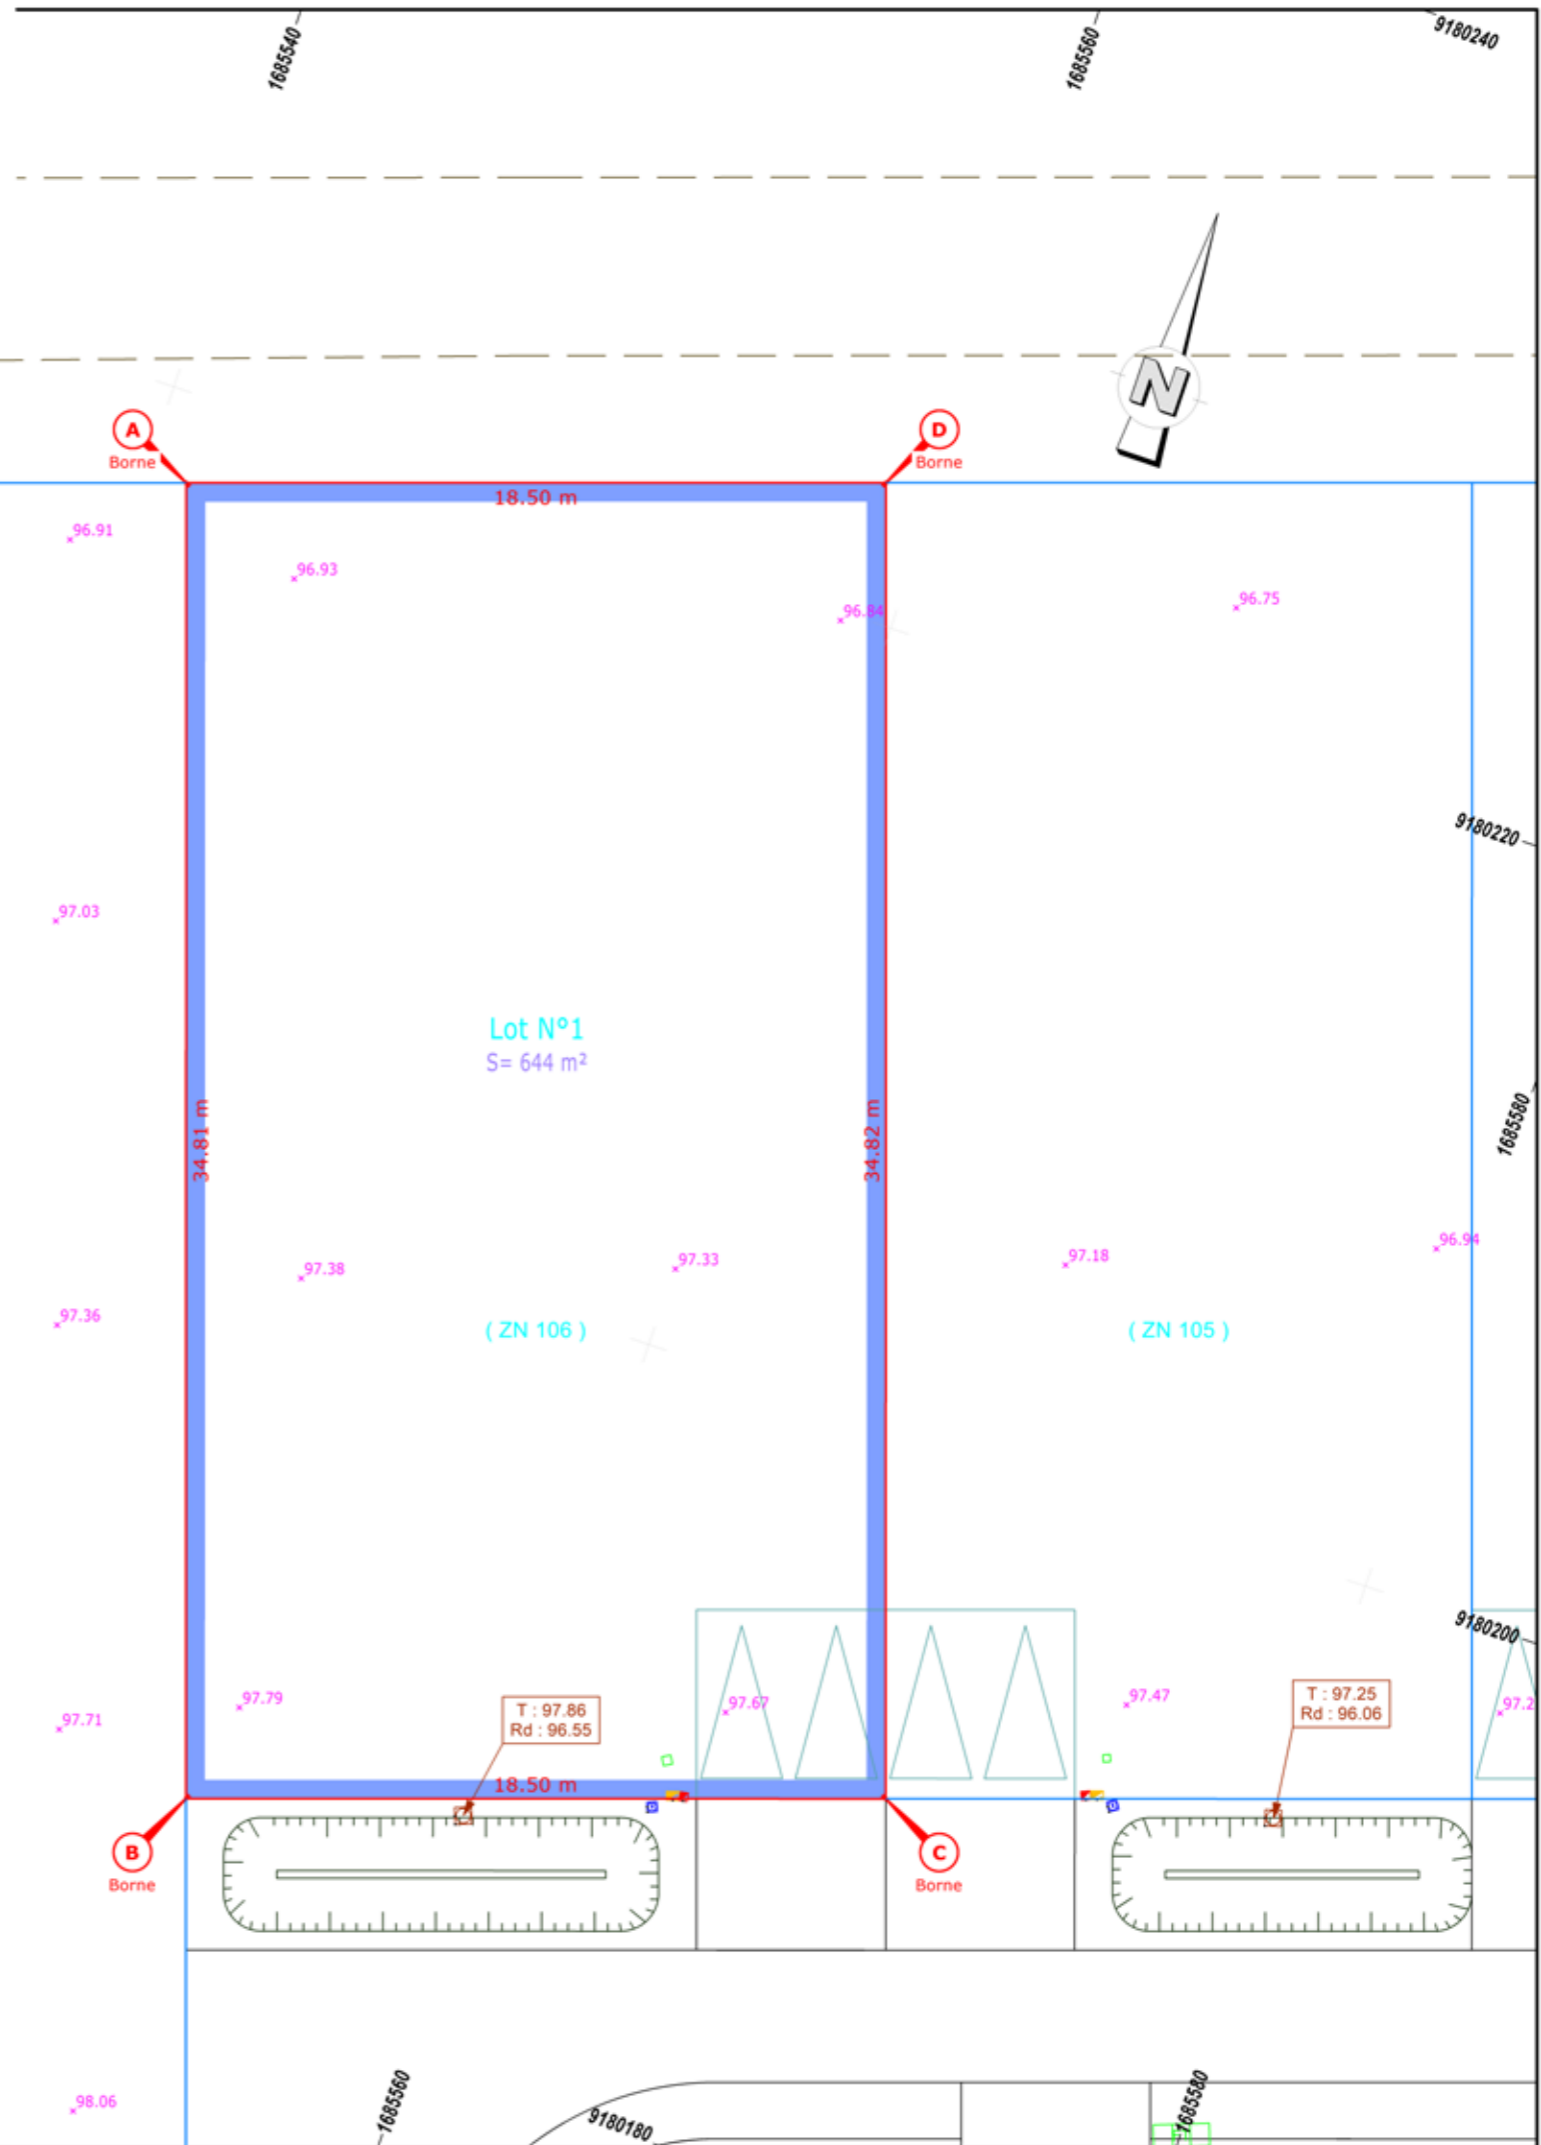 1685540
1685560
9180240
N
A
Borne
D
Borne
18.50 m
96.91
96.93
96.84
96.75
9180220
97.03
Lot N°1
S= 644 m²
34.81 m
34.82 m
1685580
97.38
97.33
97.18
96.94
97.36
( ZN 106 )
( ZN 105 )
9180200
97.79
T : 97.86
Rd : 96.55
97.67
97.47
T : 97.25
Rd : 96.06
97.2
97.71
18.50 m
B
Borne
C
Borne
98.06
1685560
9180180
1685580